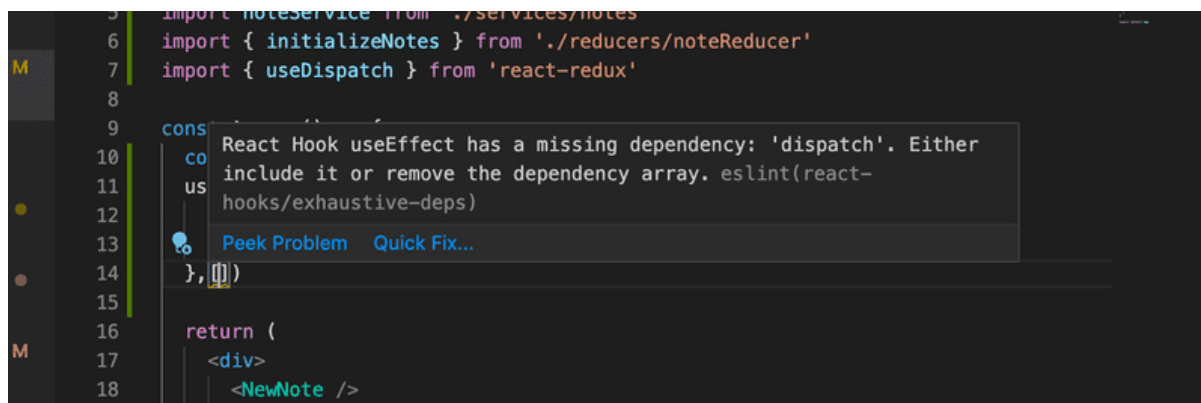 5 import noteService from './services/notes'
6 import { initializeNotes } from './reducers/noteReducer'
M 7 import { useDispatch } from 'react-redux'
8
9 cons
React Hook useEffect has a missing dependency: 'dispatch'. Either
10 co
include it or remove the dependency array. eslint(react-
11 us
hooks/exhaustive-deps)
12
13 Peek Problem Quick Fix...
14 },[])
15
16 return (
M 17 <div>
18 <NewNote />